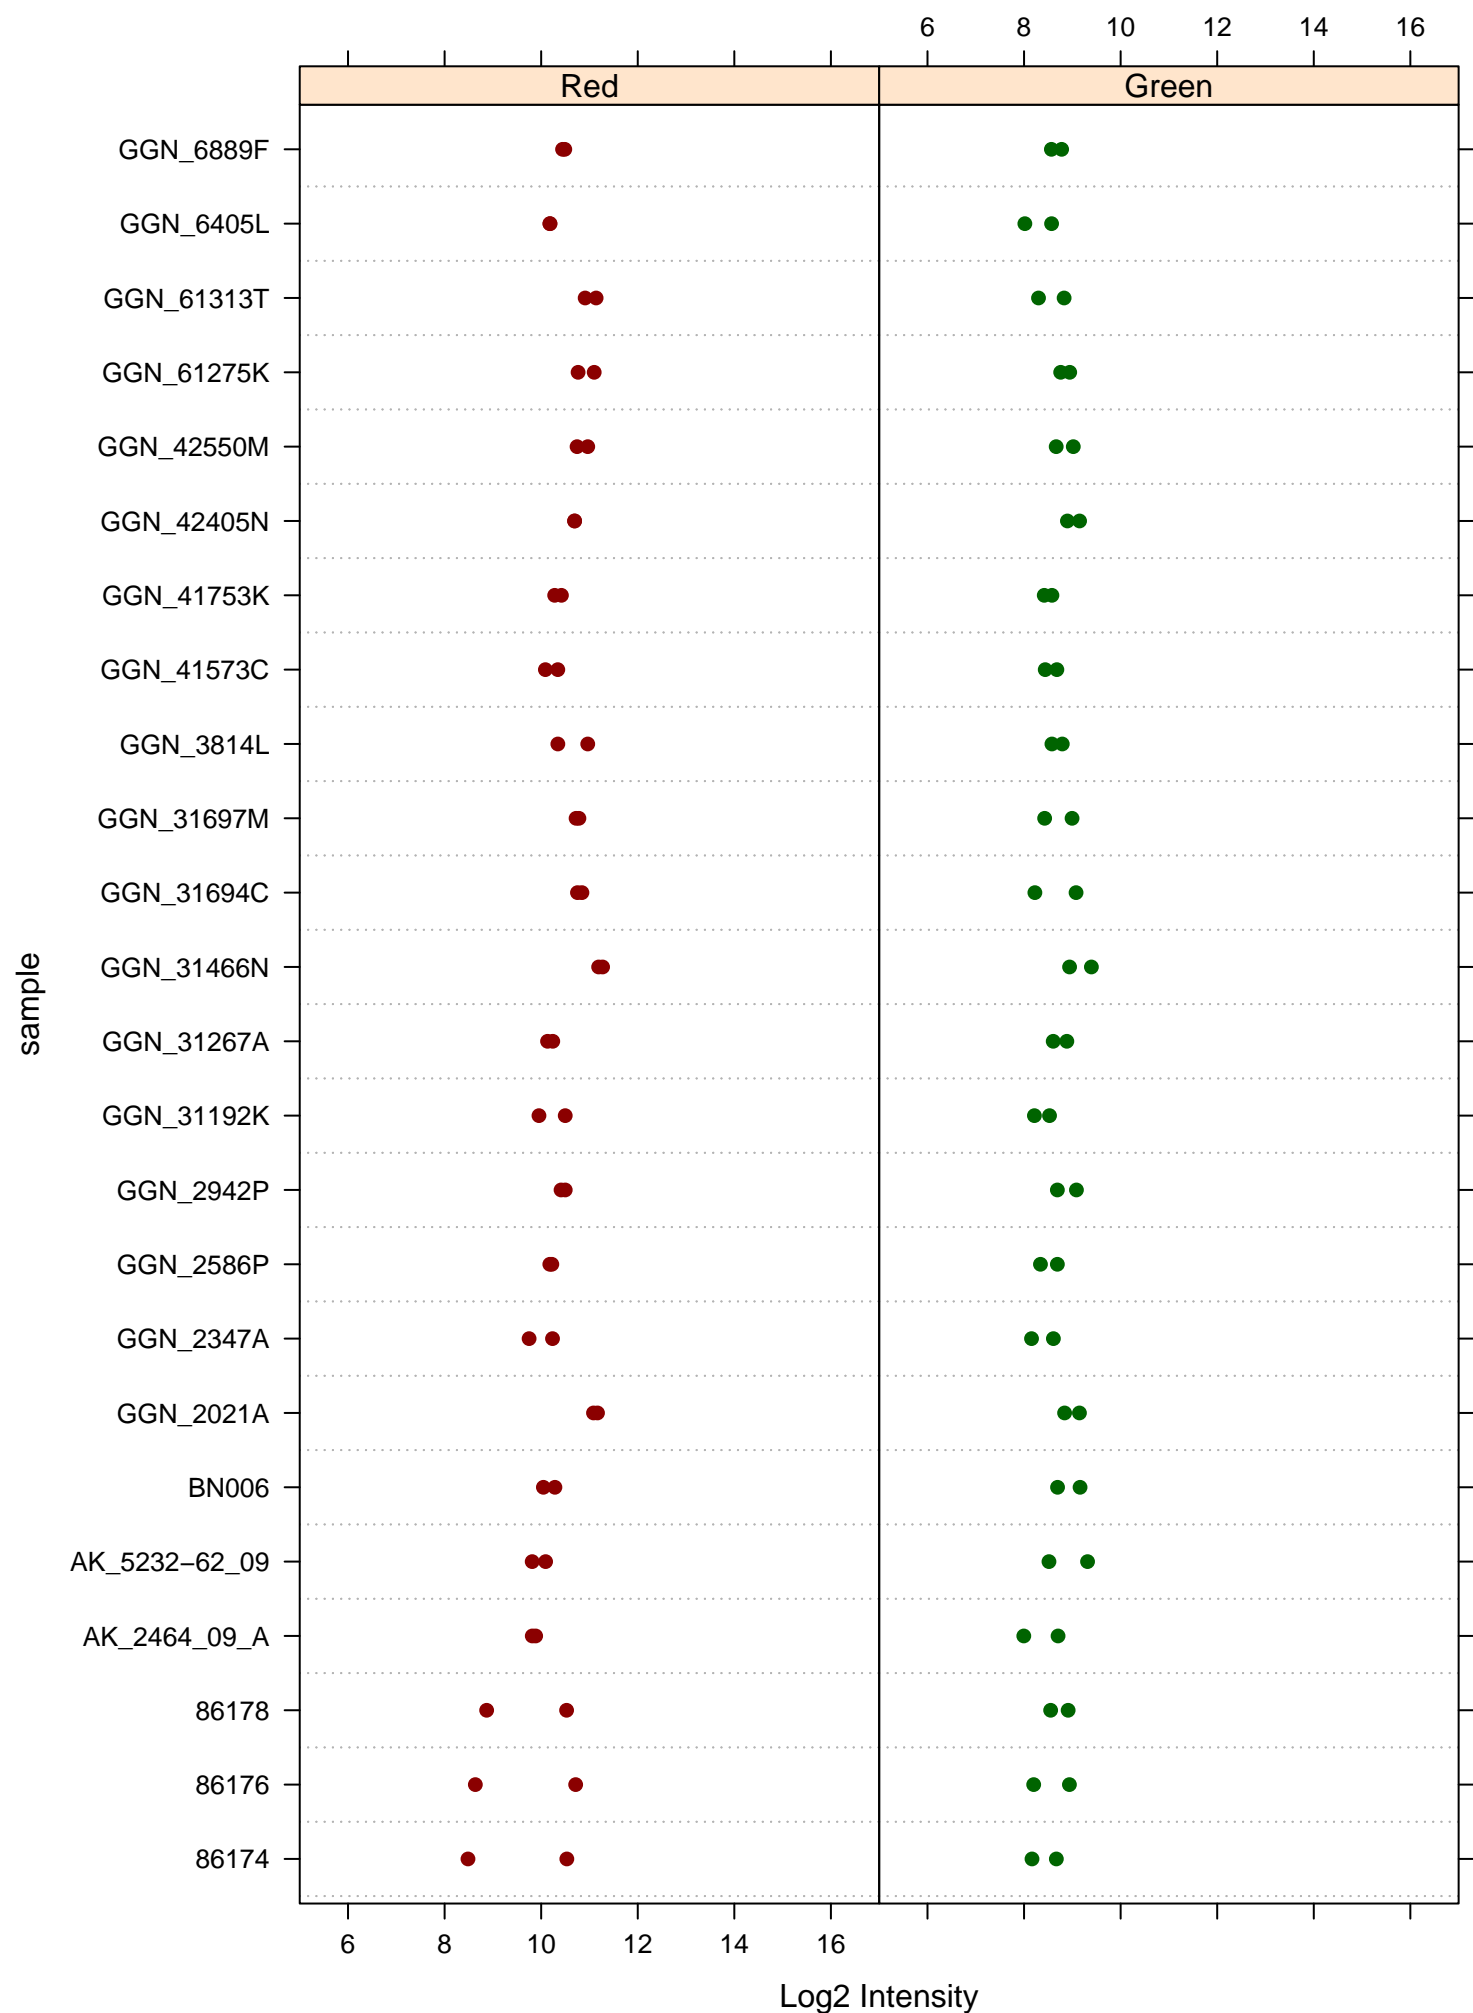 6 8 10 12 14 16
Red Green
GGN_6889F
GGN_6405L
GGN_61313T
GGN_61275K
GGN_42550M
GGN_42405N
GGN_41753K
GGN_41573C
GGN_3814L
GGN_31697M
GGN_31694C
GGN_31466N
GGN_31267A
GGN_31192K
GGN_2942P
GGN_2586P
GGN_2347A
GGN_2021A
BN006
AK_5232−62_09
AK_2464_09_A
86178
86176
86174
sample
6 8 10 12 14 16
Log2 Intensity